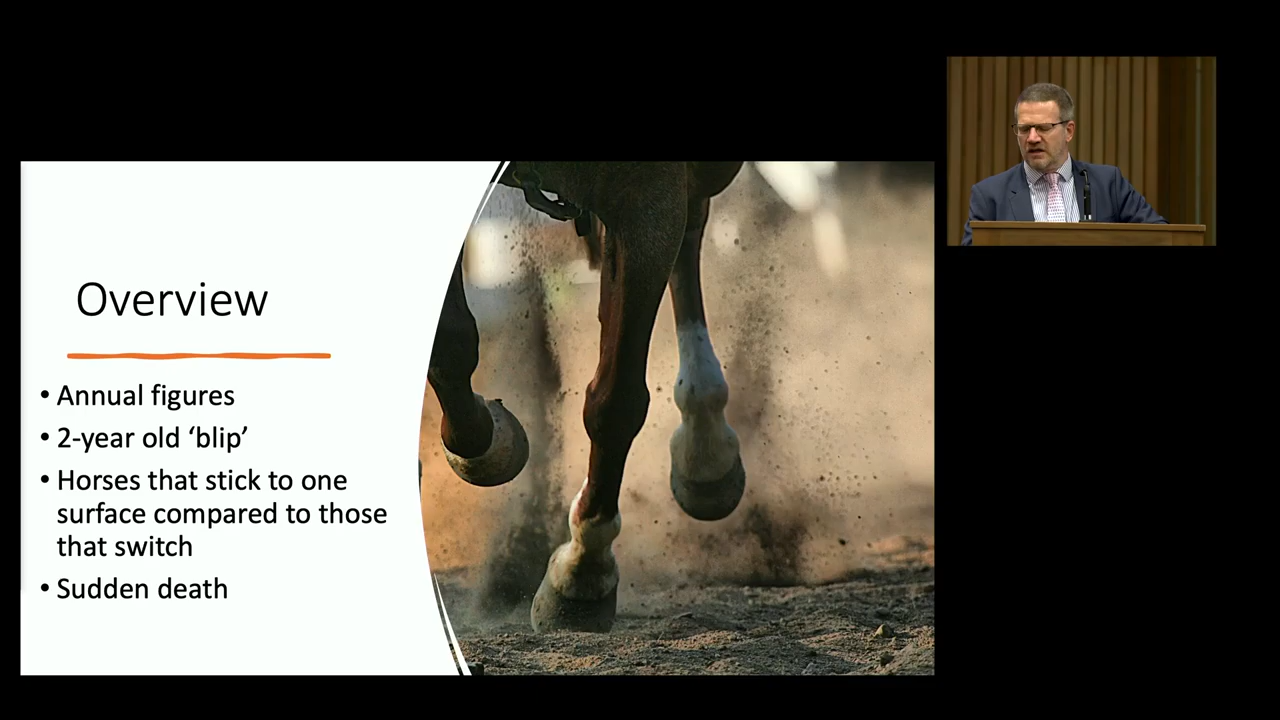 Overview
• Annual figures
• 2-year old ‘blip’
• Horses that stick to one
surface compared to those
that switch
• Sudden death